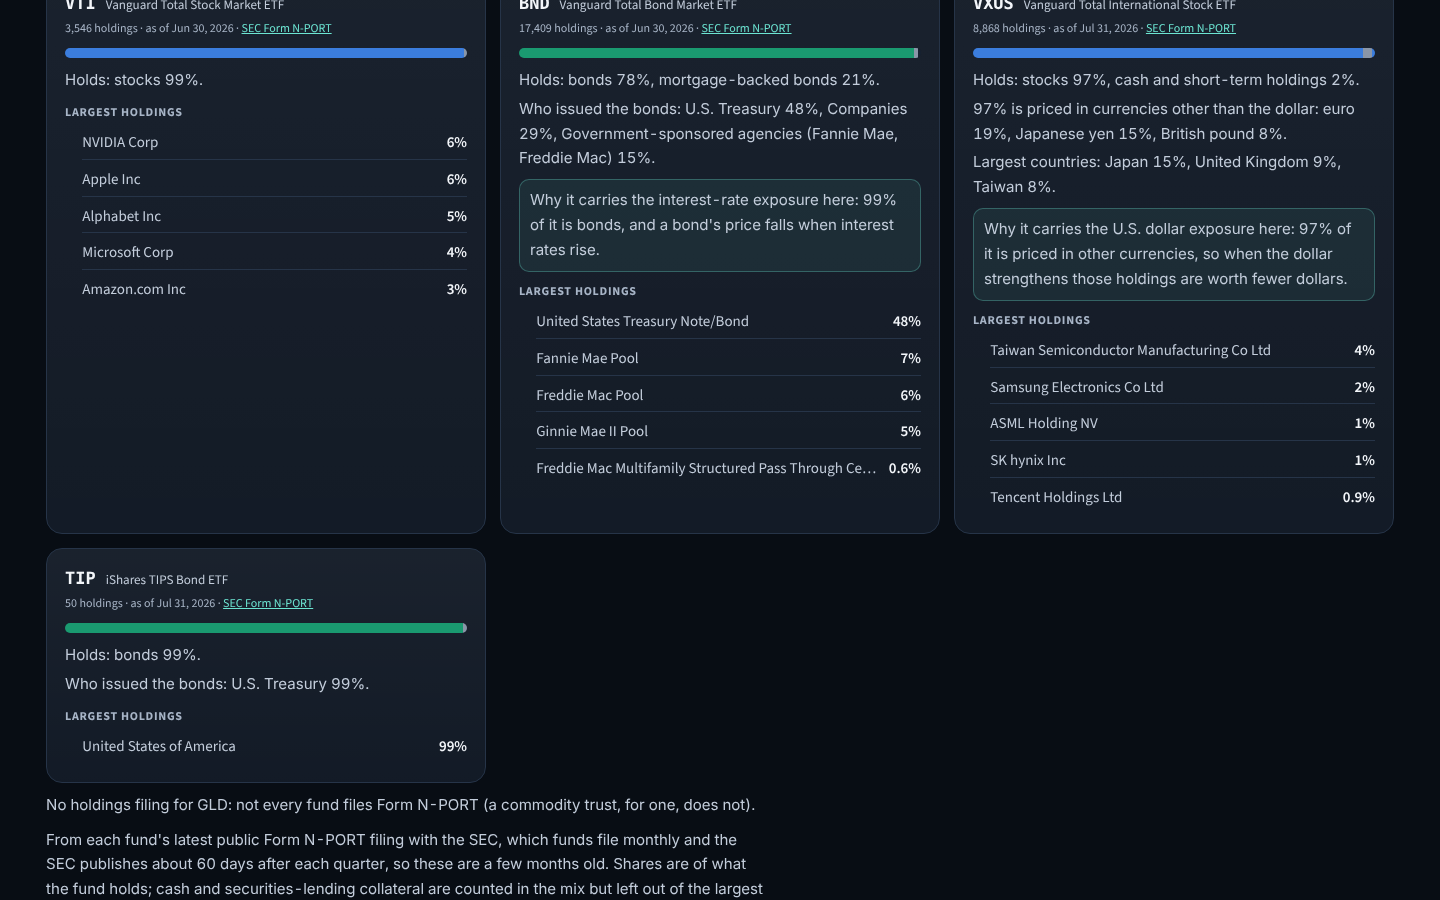 VTI Vanguard Total Stock Market ETF
3,546 holdings · as of Jun 30, 2026 · SEC Form N-PORT
Holds: stocks 99%.
LARGEST HOLDINGS
NVIDIA Corp 6%
Apple Inc 6%
Alphabet Inc 5%
Microsoft Corp 4%
Amazon.com Inc 3%
BND Vanguard Total Bond Market ETF
17,409 holdings · as of Jun 30, 2026 · SEC Form N-PORT
Holds: bonds 78%, mortgage-backed bonds 21%.
Who issued the bonds: U.S. Treasury 48%, Companies
29%, Government-sponsored agencies (Fannie Mae,
Freddie Mac) 15%.
Why it carries the interest-rate exposure here: 99%
of it is bonds, and a bond's price falls when interest
rates rise.
LARGEST HOLDINGS
United States Treasury Note/Bond 48%
Fannie Mae Pool 7%
Freddie Mac Pool 6%
Ginnie Mae II Pool 5%
Freddie Mac Multifamily Structured Pass Through Ce... 0.6%
VXUS Vanguard Total International Stock ETF
8,868 holdings · as of Jul 31, 2026 · SEC Form N-PORT
Holds: stocks 97%, cash and short-term holdings 2%.
97% is priced in currencies other than the dollar: euro
19%, Japanese yen 15%, British pound 8%.
Largest countries: Japan 15%, United Kingdom 9%,
Taiwan 8%.
Why it carries the U.S. dollar exposure here: 97% of
it is priced in other currencies, so when the dollar
strengthens those holdings are worth fewer dollars.
LARGEST HOLDINGS
Taiwan Semiconductor Manufacturing Co Ltd 4%
Samsung Electronics Co Ltd 2%
ASML Holding NV 1%
SK hynix Inc 1%
Tencent Holdings Ltd 0.9%
TIP iShares TIPS Bond ETF
50 holdings · as of Jul 31, 2026 · SEC Form N-PORT
Holds: bonds 99%.
Who issued the bonds: U.S. Treasury 99%.
LARGEST HOLDINGS
United States of America 99%
No holdings filing for GLD: not every fund files Form N-PORT (a commodity trust, for one, does not).
From each fund's latest public Form N-PORT filing with the SEC, which funds file monthly and the
SEC publishes about 60 days after each quarter, so these are a few months old. Shares are of what
the fund holds; cash and securities-lending collateral are counted in the mix but left out of the largest